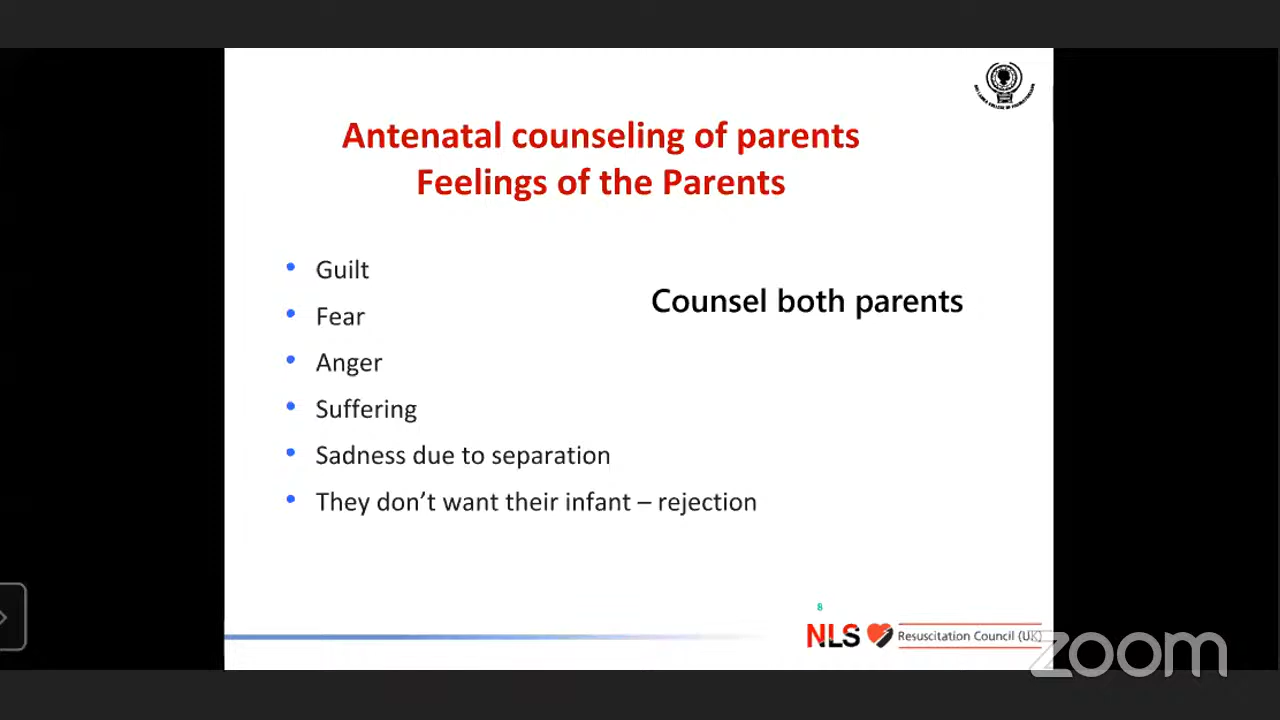 Antenatal counseling of parents
Feelings of the Parents
• Guilt
• Fear
• Anger
• Suffering
• Sadness due to separation
• They don’t want their infant – rejection
Counsel both parents
8
NLS Resuscitation Council (UK)
zoom